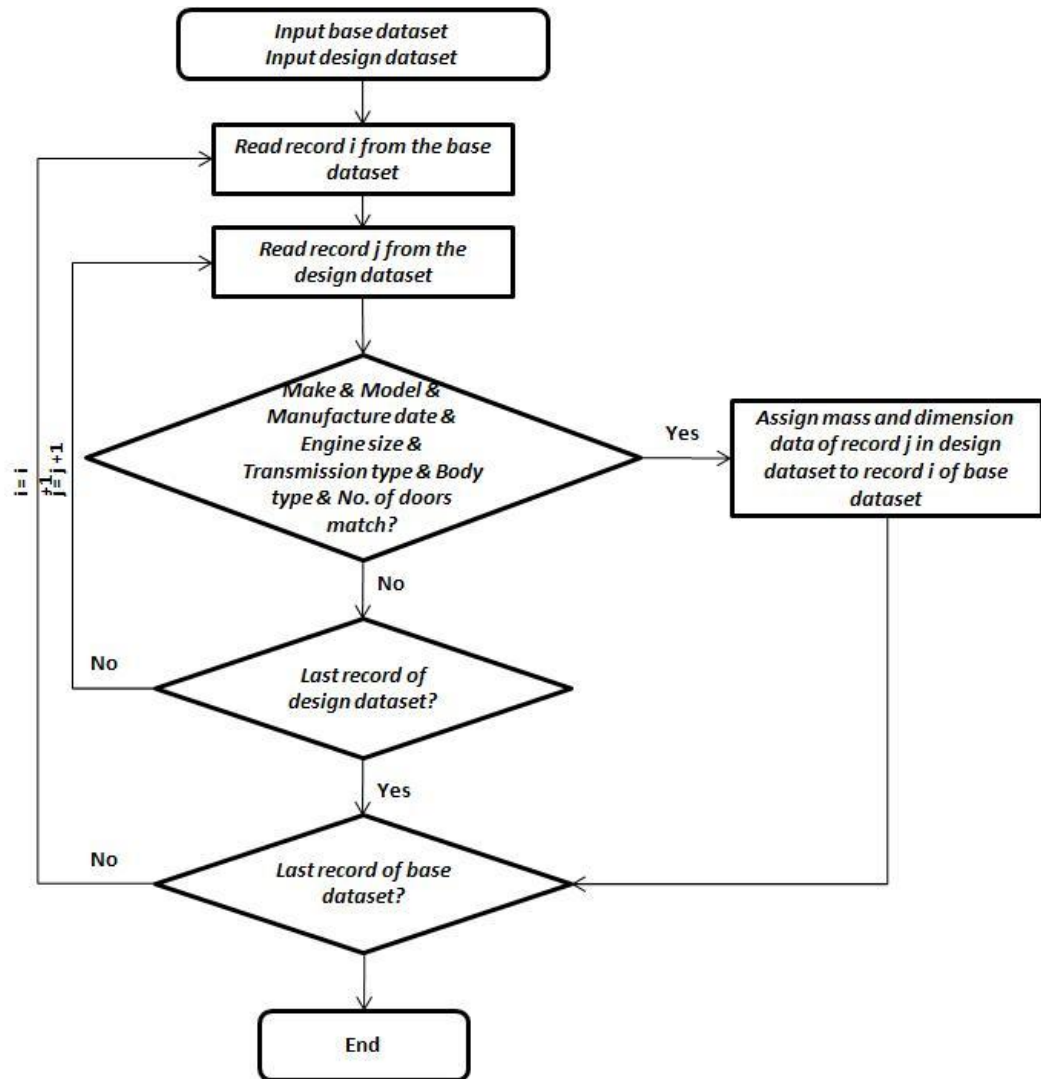 Input base dataset
Input design dataset
Read record i from the base
dataset
Read record j from the
design dataset
Make & Model &
Manufacture date &
Engine size &
Transmission type & Body
type & No. of doors
match?
Yes
Assign mass and dimension
data of record j in design
dataset to record i of base
dataset
i = i
+1
j= j +1
No
No
Last record of
design dataset?
Yes
No
Last record of base
dataset?
End